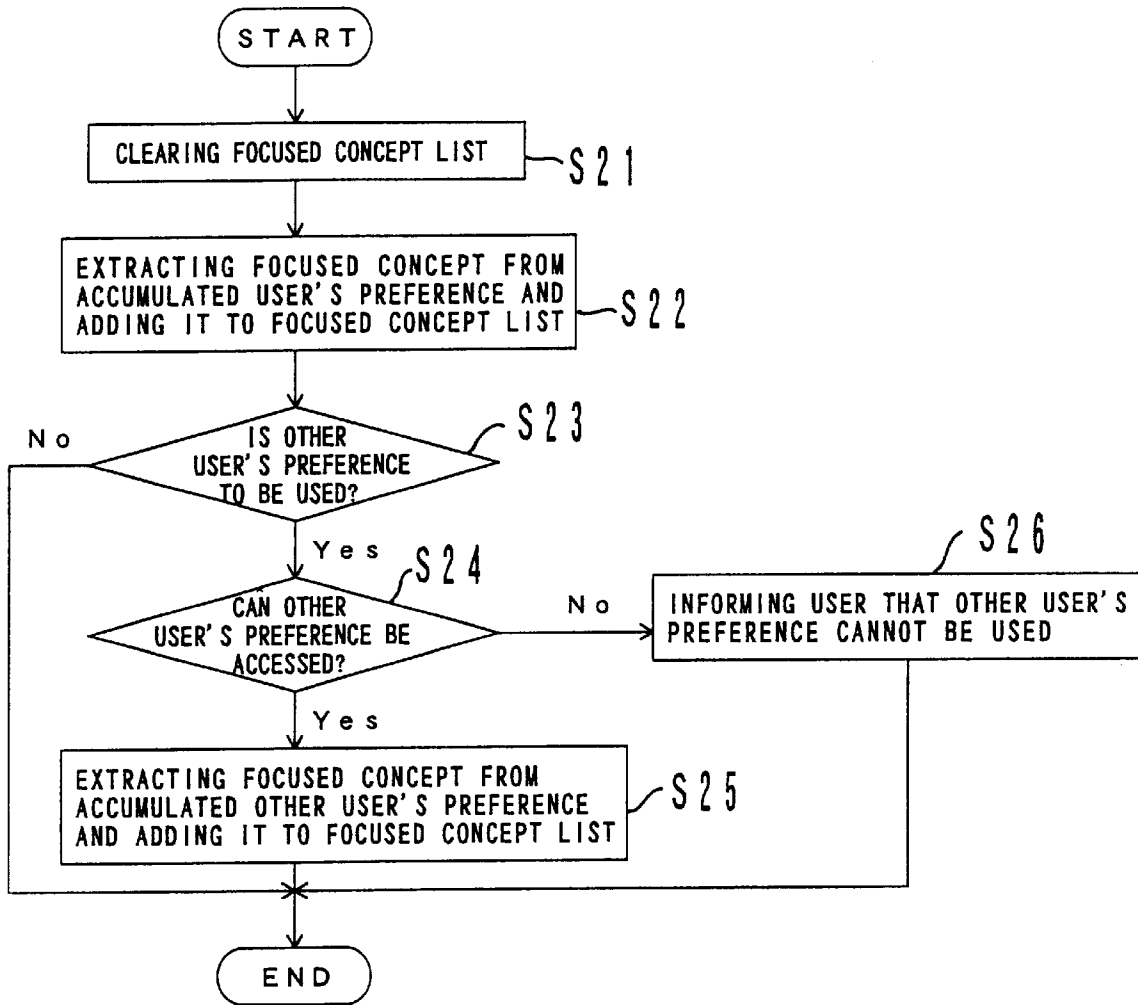 START
CLEARING FOCUSED CONCEPT LIST
S21
EXTRACTING FOCUSED CONCEPT FROM
ACCUMULATED USER'S PREFERENCE AND
ADDING IT TO FOCUSED CONCEPT LIST
S22
No
IS OTHER
USER'S PREFERENCE
TO BE USED?
S23
Yes
CAN OTHER
USER'S PREFERENCE BE
ACCESSED?
S24
No
S26
INFORMING USER THAT OTHER USER'S
PREFERENCE CANNOT BE USED
Yes
EXTRACTING FOCUSED CONCEPT FROM
ACCUMULATED OTHER USER'S PREFERENCE
AND ADDING IT TO FOCUSED CONCEPT LIST
S25
END